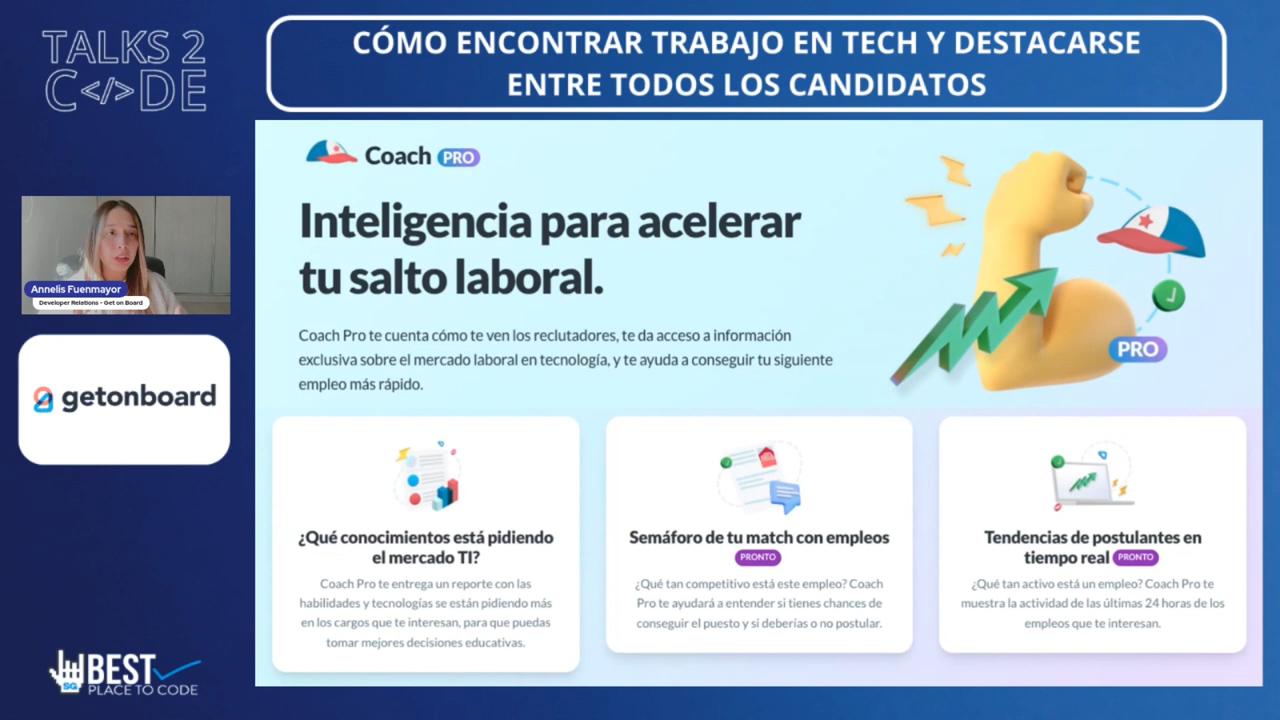 TALKS 2
C</>DE
CÓMO ENCONTRAR TRABAJO EN TECH Y DESTACARSE
ENTRE TODOS LOS CANDIDATOS
Annelis Fuenmayor
Developer Relations - Get on Board
getonboard
SG
BEST
PLACE TO CODE
Coach PRO
Inteligencia para acelerar
tu salto laboral.
Coach Pro te cuenta cómo te ven los reclutadores, te da acceso a información
exclusiva sobre el mercado laboral en tecnología, y te ayuda a conseguir tu siguiente
empleo más rápido.
PRO
¿Qué conocimientos está pidiendo
el mercado TI?
Coach Pro te entrega un reporte con las
habilidades y tecnologías se están pidiendo más
en los cargos que te interesan, para que puedas
tomar mejores decisiones educativas.
Semáforo de tu match con empleos
PRONTO
¿Qué tan competitivo está este empleo? Coach
Pro te ayudará a entender si tienes chances de
conseguir el puesto y si deberías o no postular.
Tendencias de postulantes en
tiempo real PRONTO
¿Qué tan activo está un empleo? Coach Pro te
muestra la actividad de las últimas 24 horas de los
empleos que te interesan.